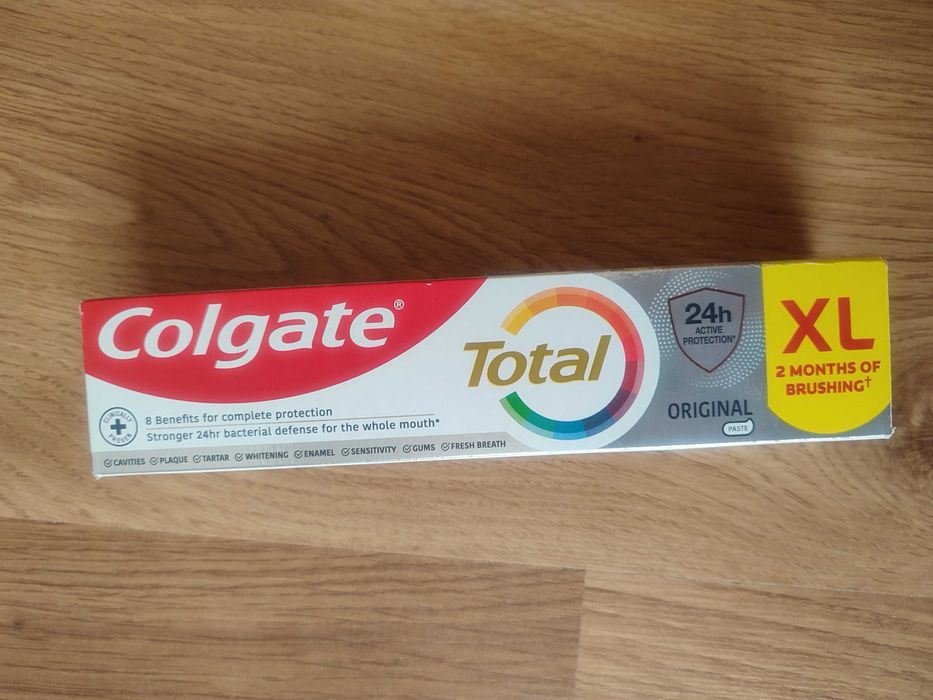 Colgate®
CLINICALLY PROVEN
8 Benefits for complete protection
Stronger 24hr bacterial defense for the whole mouth*
CAVITIES PLAQUE TARTAR WHITENING ENAMEL SENSITIVITY GUMS FRESH BREATH
Total
24h
ACTIVE
PROTECTION*
ORIGINAL
PASTE
XL
2 MONTHS OF
BRUSHING†